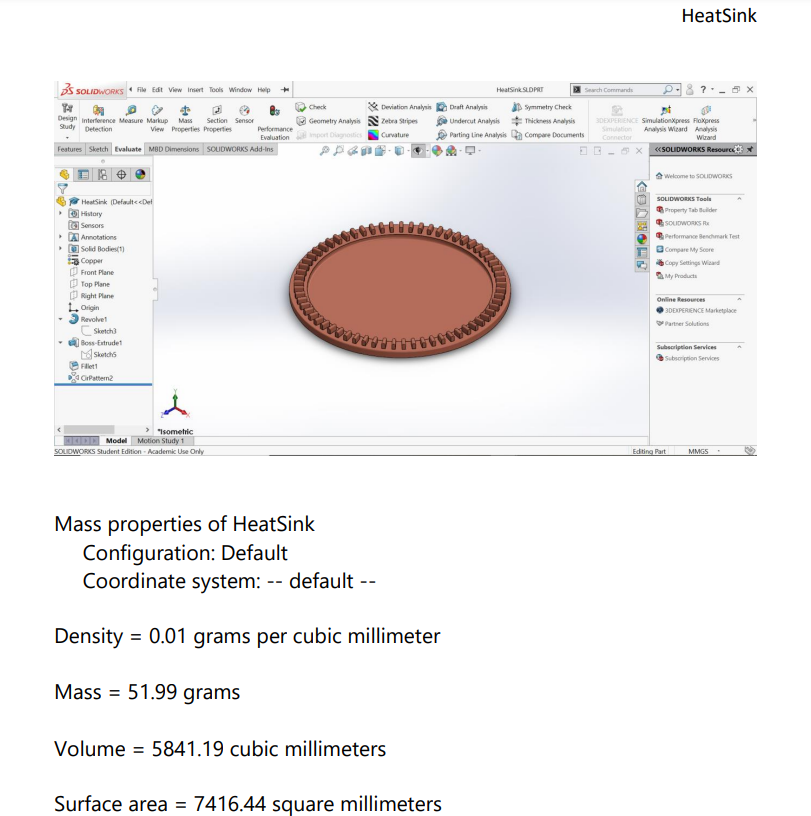 HeatSink
SOLIDWORKS File Edit View Insert Tools Window Help HeatSink.SLDPRT Search Commands ?
Design Study
Interference Detection
Measure
Markup View
Mass Properties
Section Properties
Sensor
Performance Evaluation
Check
Geometry Analysis
Import Diagnostics
Deviation Analysis
Zebra Stripes
Curvature
Draft Analysis
Undercut Analysis
Parting Line Analysis
Symmetry Check
Thickness Analysis
Compare Documents
3DEXPERIENCE Simulation Connector
SimulationXpress Analysis Wizard
FloXpress Analysis Wizard
Features Sketch Evaluate MBD Dimensions SOLIDWORKS Add-Ins
HeatSink (Default<<Def
History
Sensors
Annotations
Solid Bodies(1)
Copper
Front Plane
Top Plane
Right Plane
Origin
Revolve1
Sketch3
Boss-Extrude1
Sketch5
Fillet1
CirPattern2
*Isometric
Model Motion Study 1
SOLIDWORKS Student Edition - Academic Use Only
Editing Part MMGS
SOLIDWORKS Resources
Welcome to SOLIDWORKS
SOLIDWORKS Tools
Property Tab Builder
SOLIDWORKS Rx
Performance Benchmark Test
Compare My Score
Copy Settings Wizard
My Products
Online Resources
3DEXPERIENCE Marketplace
Partner Solutions
Subscription Services
Subscription Services
Mass properties of HeatSink
Configuration: Default
Coordinate system: -- default --
Density = 0.01 grams per cubic millimeter
Mass = 51.99 grams
Volume = 5841.19 cubic millimeters
Surface area = 7416.44 square millimeters